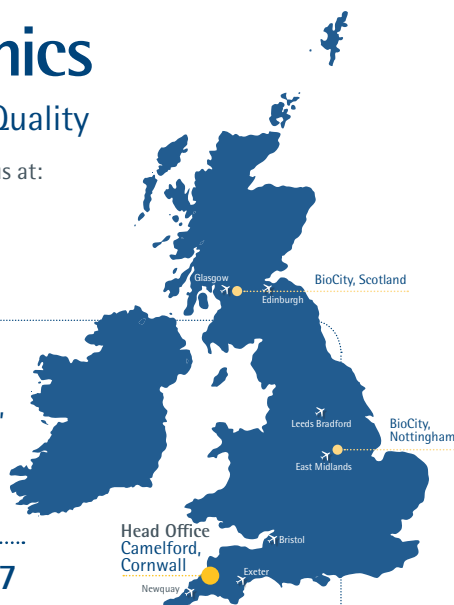 nics
Quality
us at:
Glasgow
BioCity, Scotland
Edinburgh
Leeds Bradford
BioCity,
Nottingham
East Midlands
Head Office
Camelford,
Cornwall
Bristol
Exeter
Newquay
7